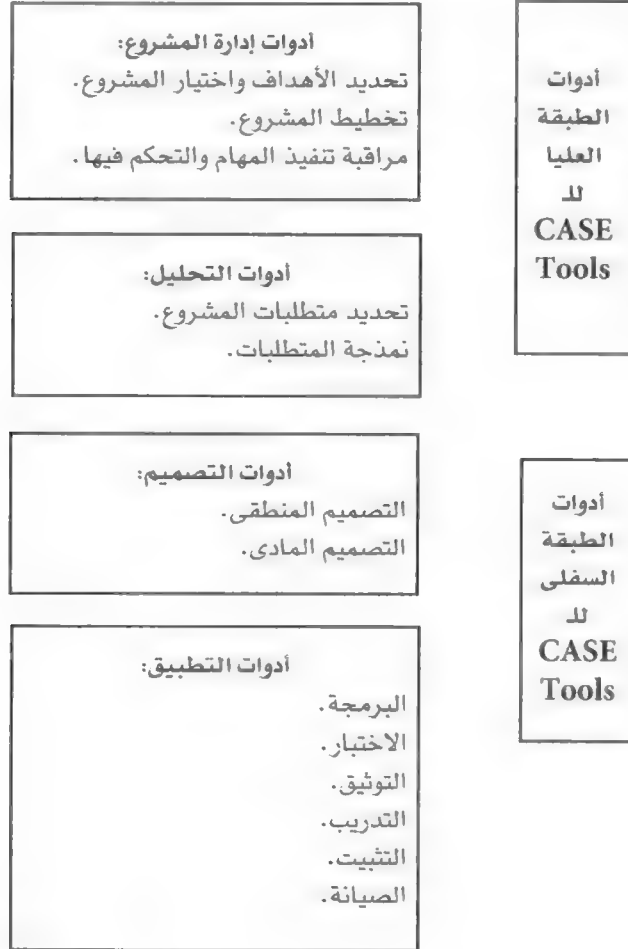 أدوات الطبقة العليا للـ CASE Tools
أدوات إدارة المشروع:
تحديد الأهداف واختيار المشروع.
تخطيط المشروع.
مراقبة تنفيذ المهام والتحكم فيها.
أدوات التحليل:
تحديد متطلبات المشروع.
نمذجة المتطلبات.
أدوات
الطبقة
السفلى
للـ
CASE
Tools
أدوات التصميم:
التصميم المنطقى.
التصميم المادى.
أدوات التطبيق:
البرمجة.
الاختبار.
التوثيق.
التدريب.
التثبيت.
الصيانة.